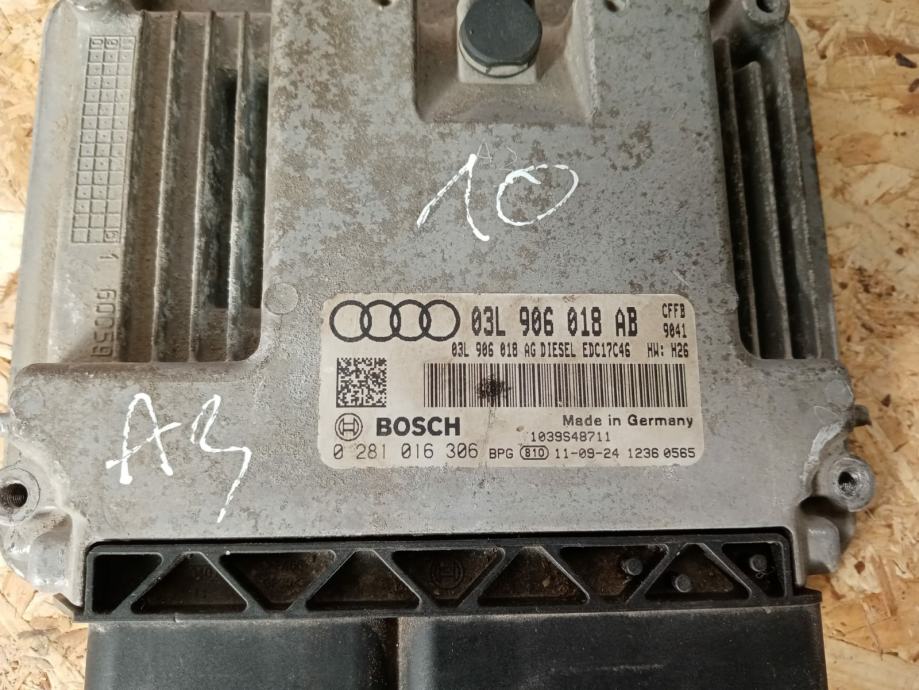 10
03L 906 018 AB
CFFB
9041
03L 906 018 AG DIESEL EDC17C46 HW: H26
BOSCH
Made in Germany
1039S48711
0 281 016 306 BPG B10 11-09-24 1236 0565
A3